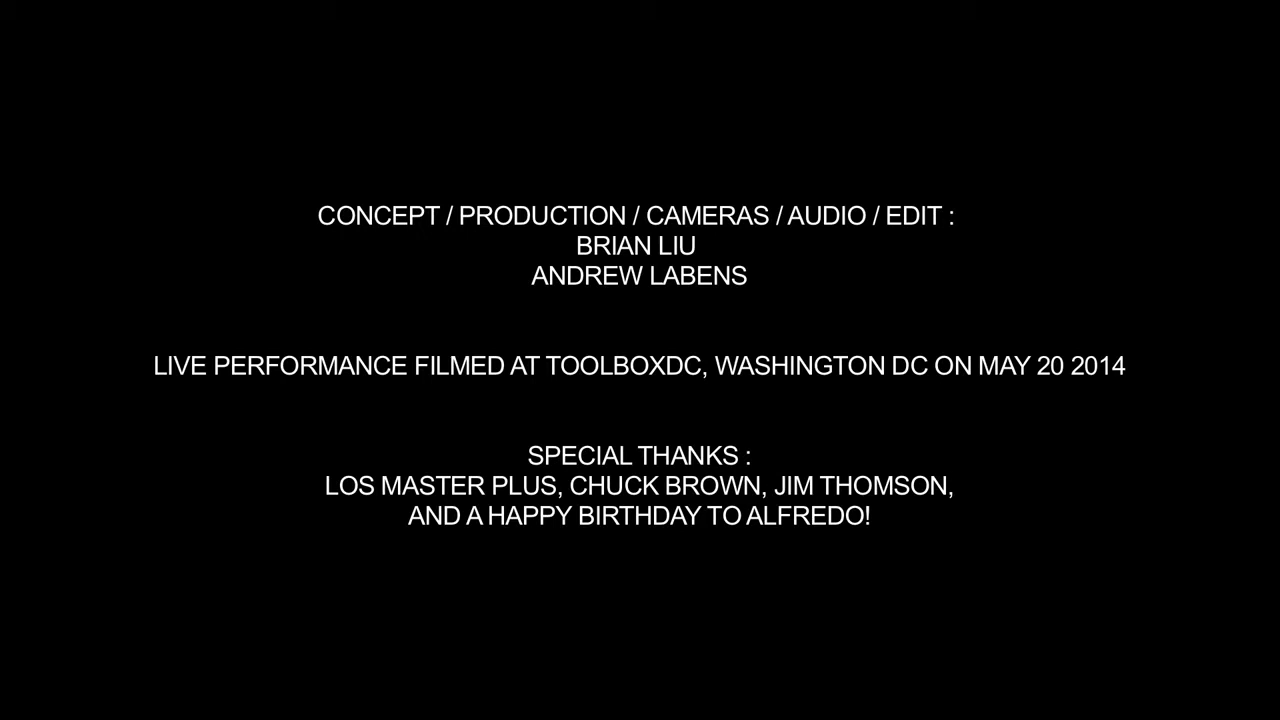 CONCEPT / PRODUCTION / CAMERAS / AUDIO / EDIT :
BRIAN LIU
ANDREW LABENS
LIVE PERFORMANCE FILMED AT TOOLBOXDC, WASHINGTON DC ON MAY 20 2014
SPECIAL THANKS :
LOS MASTER PLUS, CHUCK BROWN, JIM THOMSON,
AND A HAPPY BIRTHDAY TO ALFREDO!